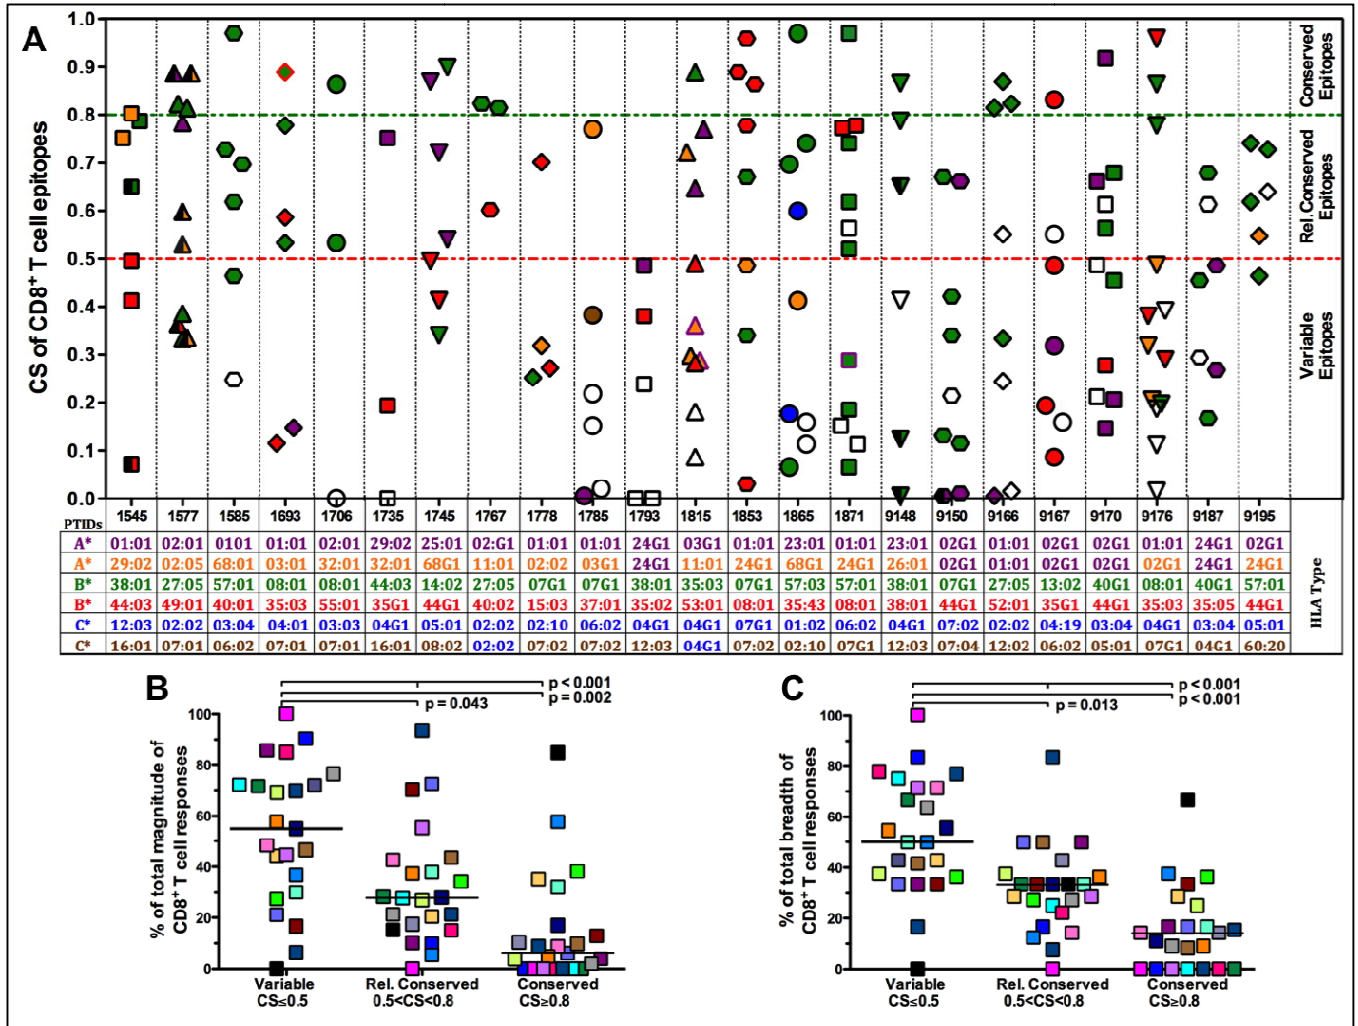 A
CS of CD8⁺ T cell epitopes
1.0
0.9
0.8
0.7
0.6
0.5
0.4
0.3
0.2
0.1
0.0
Conserved Epitopes
Rel. Conserved Epitopes
Variable Epitopes
PTIDs 1545 1577 1585 1693 1706 1735 1745 1767 1778 1785 1793 1815 1853 1865 1871 9148 9150 9166 9167 9170 9176 9187 9195
A* 01:01 02:01 01:01 01:01 02:01 29:02 25:01 02:G1 01:01 01:01 24G1 03G1 01:01 23:01 01:01 23:01 02G1 01:01 02G1 02G1 01:01 24G1 02G1
A* 29:02 02:05 68:01 03:01 32:01 32:01 68G1 11:01 02:02 03G1 24G1 11:01 24G1 68G1 24G1 26:01 02G1 01:01 02G1 02:G1 02G1 24G1 24G1
B* 38:01 27:05 57:01 08:01 08:01 44:03 14:02 27:05 07G1 07G1 38:01 35:03 07G1 57:03 57:01 38:01 07G1 27:05 13:02 40G1 08:01 40G1 57:01
B* 44:03 49:01 40:01 35:03 55:01 35G1 44G1 40:02 15:03 37:01 35:02 53:01 08:01 35:43 08:01 38:01 44G1 52:01 35G1 44G1 35:03 35:05 44G1
C* 12:03 02:02 03:04 04:01 03:03 04G1 05:01 02:02 02:10 06:02 04G1 04G1 07G1 01:02 06:02 04G1 07:02 02:02 04:19 03:04 04G1 03:04 05:01
C* 16:01 07:01 06:02 07:01 07:01 16:01 08:02 02:02 07:02 07:02 12:03 04G1 07:02 02:10 07G1 12:03 07:04 12:02 06:02 05:01 07G1 04G1 60:20
HLA Type
B
p < 0.001
p = 0.002
p = 0.043
% of total magnitude of
CD8⁺ T cell responses
100
80
60
40
20
0
Variable
CS≤0.5
Rel. Conserved
0.5<CS<0.8
Conserved
CS≥0.8
C
p < 0.001
p < 0.001
p = 0.013
% of total breadth of
CD8⁺ T cell responses
100
80
60
40
20
0
Variable
CS≤0.5
Rel. Conserved
0.5<CS<0.8
Conserved
CS≥0.8